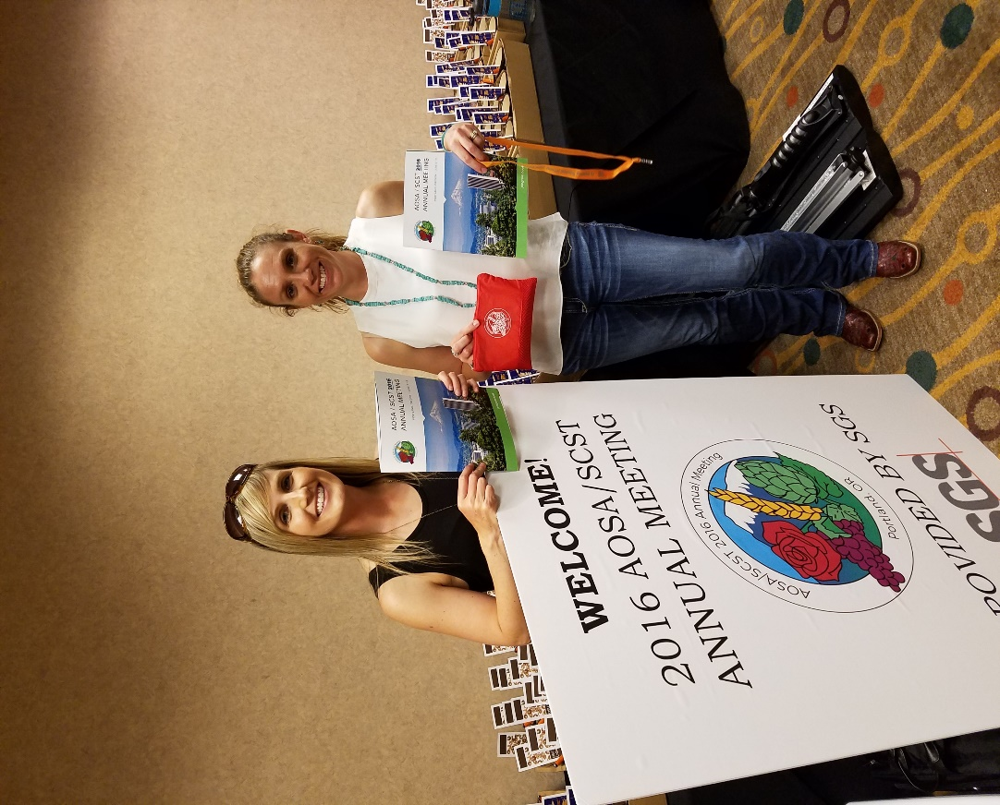 AOSA / SCST 2016
ANNUAL MEETING
AOSA / SCST 2016
ANNUAL MEETING
WELCOME!
2016 AOSA/SCST
ANNUAL MEETING
AOSA/SCST 2016 Annual Meeting
Portland, OR
POVIDED BY SGS
SGS